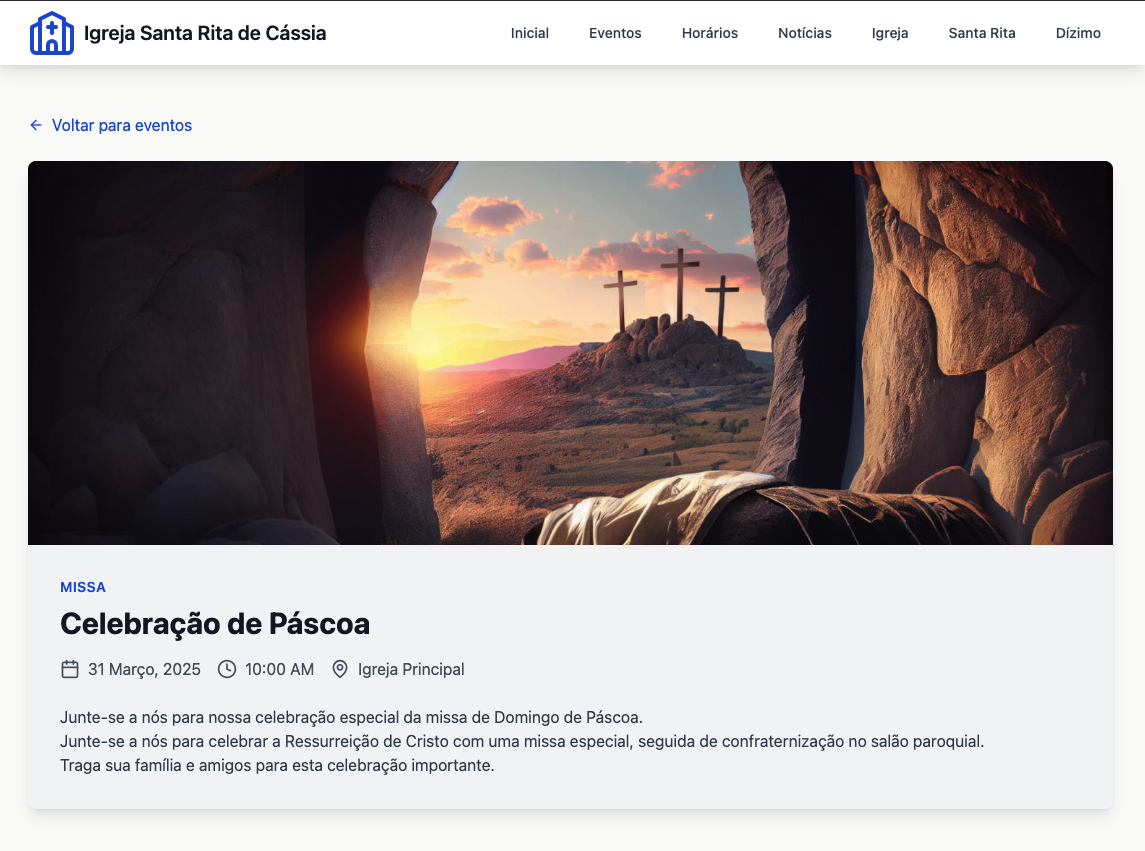 Igreja Santa Rita de Cássia
Inicial Eventos Horários Notícias Igreja Santa Rita Dízimo
Voltar para eventos
MISSA
Celebração de Páscoa
31 Março, 2025 10:00 AM Igreja Principal
Junte-se a nós para nossa celebração especial da missa de Domingo de Páscoa.
Junte-se a nós para celebrar a Ressurreição de Cristo com uma missa especial, seguida de confraternização no salão paroquial.
Traga sua família e amigos para esta celebração importante.